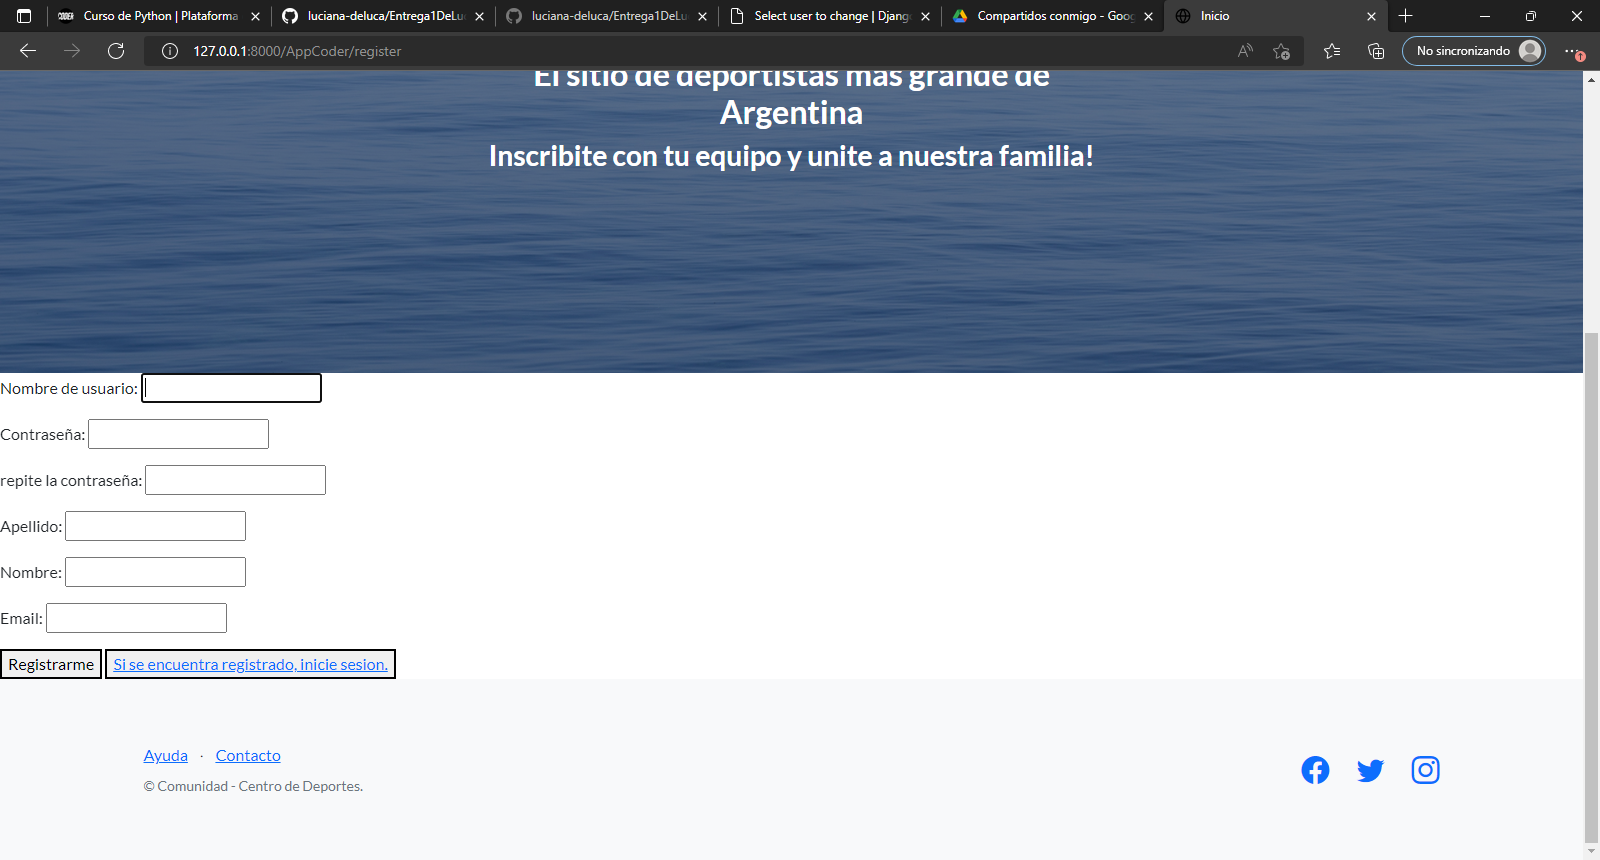 CODER Curso de Python | Plataforma
luciana-deluca/Entrega1DeLu
luciana-deluca/Entrega1DeLu
Select user to change | Djang
Compartidos conmigo - Goog
Inicio
127.0.0.1:8000/AppCoder/register
No sincronizando
El sitio de deportistas mas grande de
Argentina
Inscribite con tu equipo y unite a nuestra familia!
Nombre de usuario:
Contraseña:
repite la contraseña:
Apellido:
Nombre:
Email:
Registrarme Si se encuentra registrado, inicie sesion.
Ayuda · Contacto
© Comunidad - Centro de Deportes.